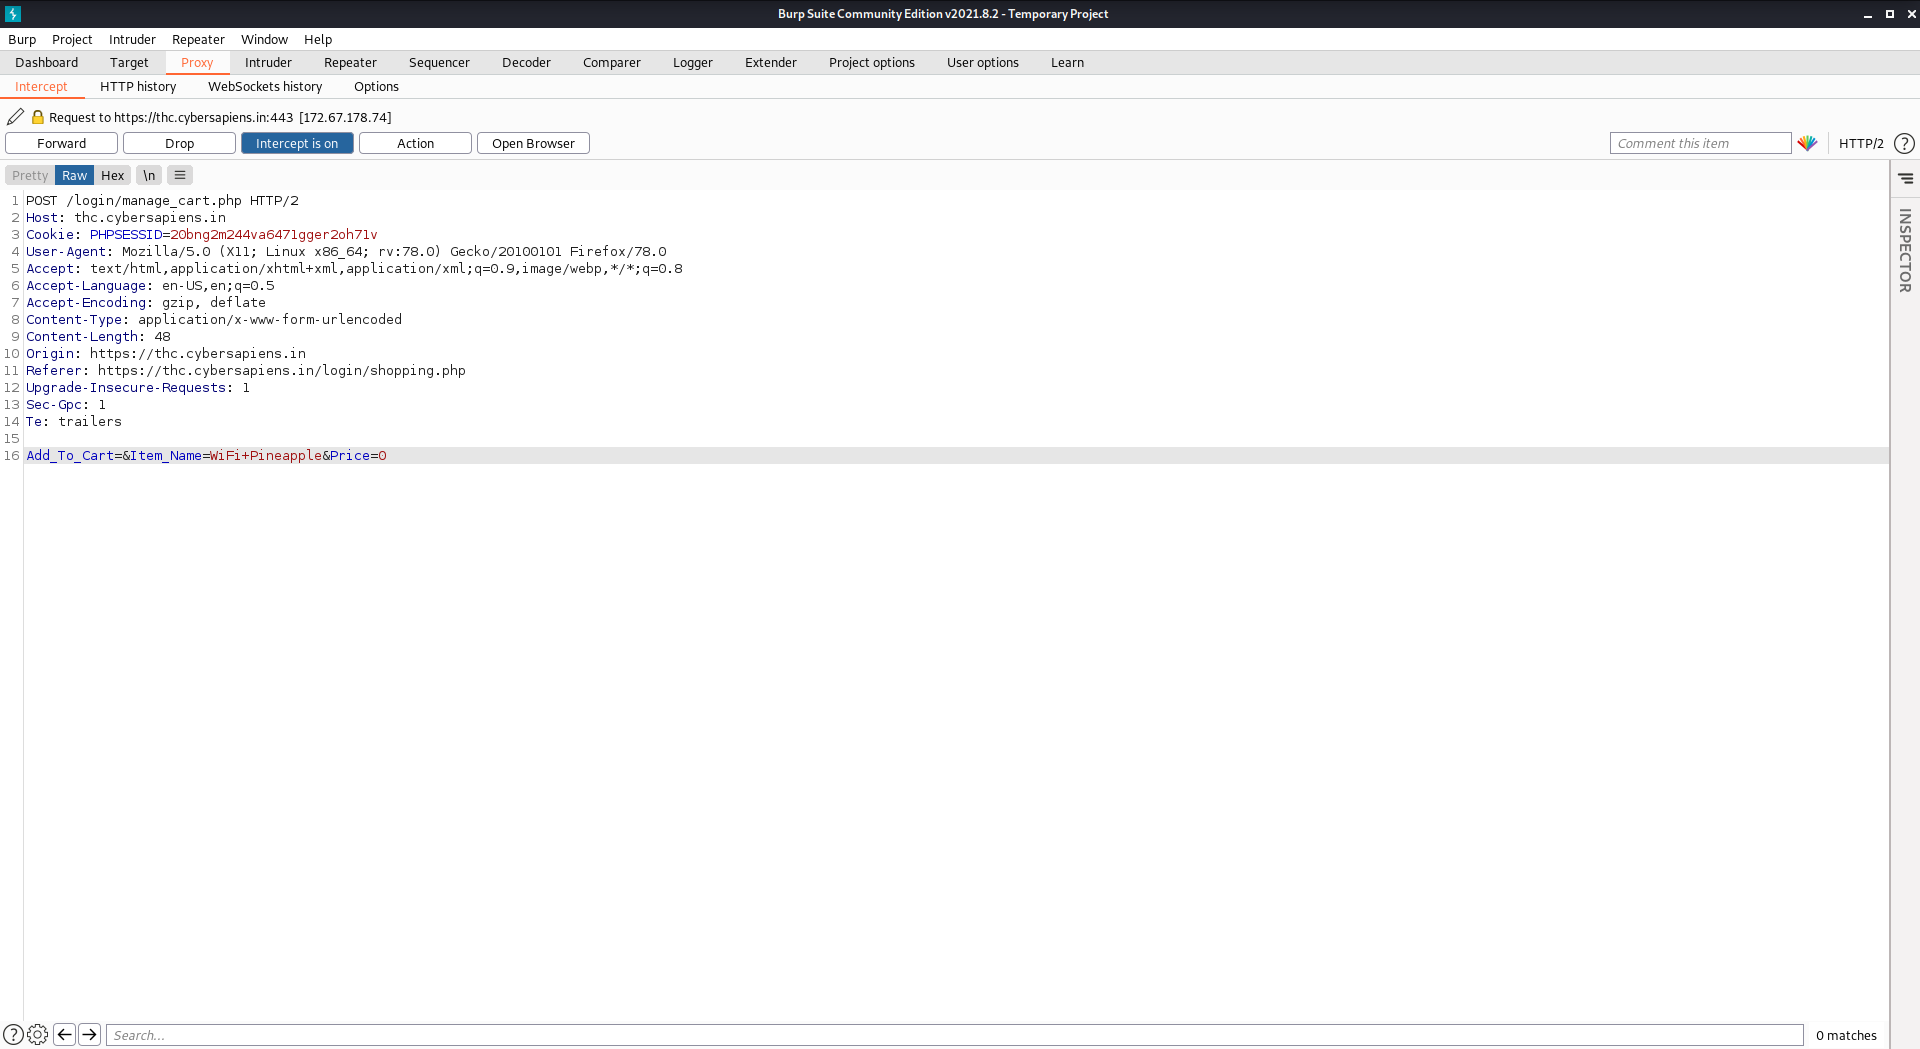 Burp Suite Community Edition v2021.8.2 - Temporary Project
Burp Project Intruder Repeater Window Help
Dashboard Target Proxy Intruder Repeater Sequencer Decoder Comparer Logger Extender Project options User options Learn
Intercept HTTP history WebSockets history Options
Request to https://thc.cybersapiens.in:443 [172.67.178.74]
Forward Drop Intercept is on Action Open Browser Comment this item HTTP/2 ?
Pretty Raw Hex \n
INSPECTOR
1 POST /login/manage_cart.php HTTP/2
2 Host: thc.cybersapiens.in
3 Cookie: PHPSESSID=20bng2m244va6471gger2oh71v
4 User-Agent: Mozilla/5.0 (X11; Linux x86_64; rv:78.0) Gecko/20100101 Firefox/78.0
5 Accept: text/html,application/xhtml+xml,application/xml;q=0.9,image/webp,*/*;q=0.8
6 Accept-Language: en-US,en;q=0.5
7 Accept-Encoding: gzip, deflate
8 Content-Type: application/x-www-form-urlencoded
9 Content-Length: 48
10 Origin: https://thc.cybersapiens.in
11 Referer: https://thc.cybersapiens.in/login/shopping.php
12 Upgrade-Insecure-Requests: 1
13 Sec-Gpc: 1
14 Te: trailers
15
16 Add_To_Cart=&Item_Name=WiFi+Pineapple&Price=0
? Search... 0 matches